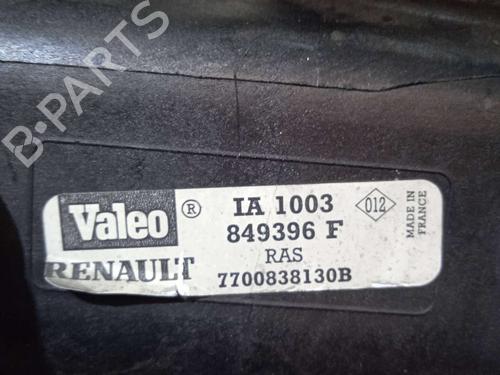 B-PARTS
Valeo ® IA 1003 012
849396 F
RAS
RENAULT 7700838130B
MADE IN
FRANCE